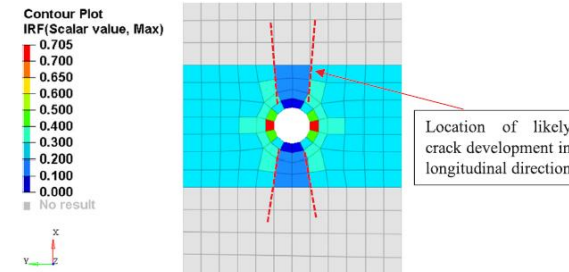 Contour Plot
IRF(Scalar value, Max)
0.705
0.700
0.650
0.600
0.500
0.400
0.300
0.200
0.100
0.000
No result
Location of likely
crack development in
longitudinal direction
X
Y
Z